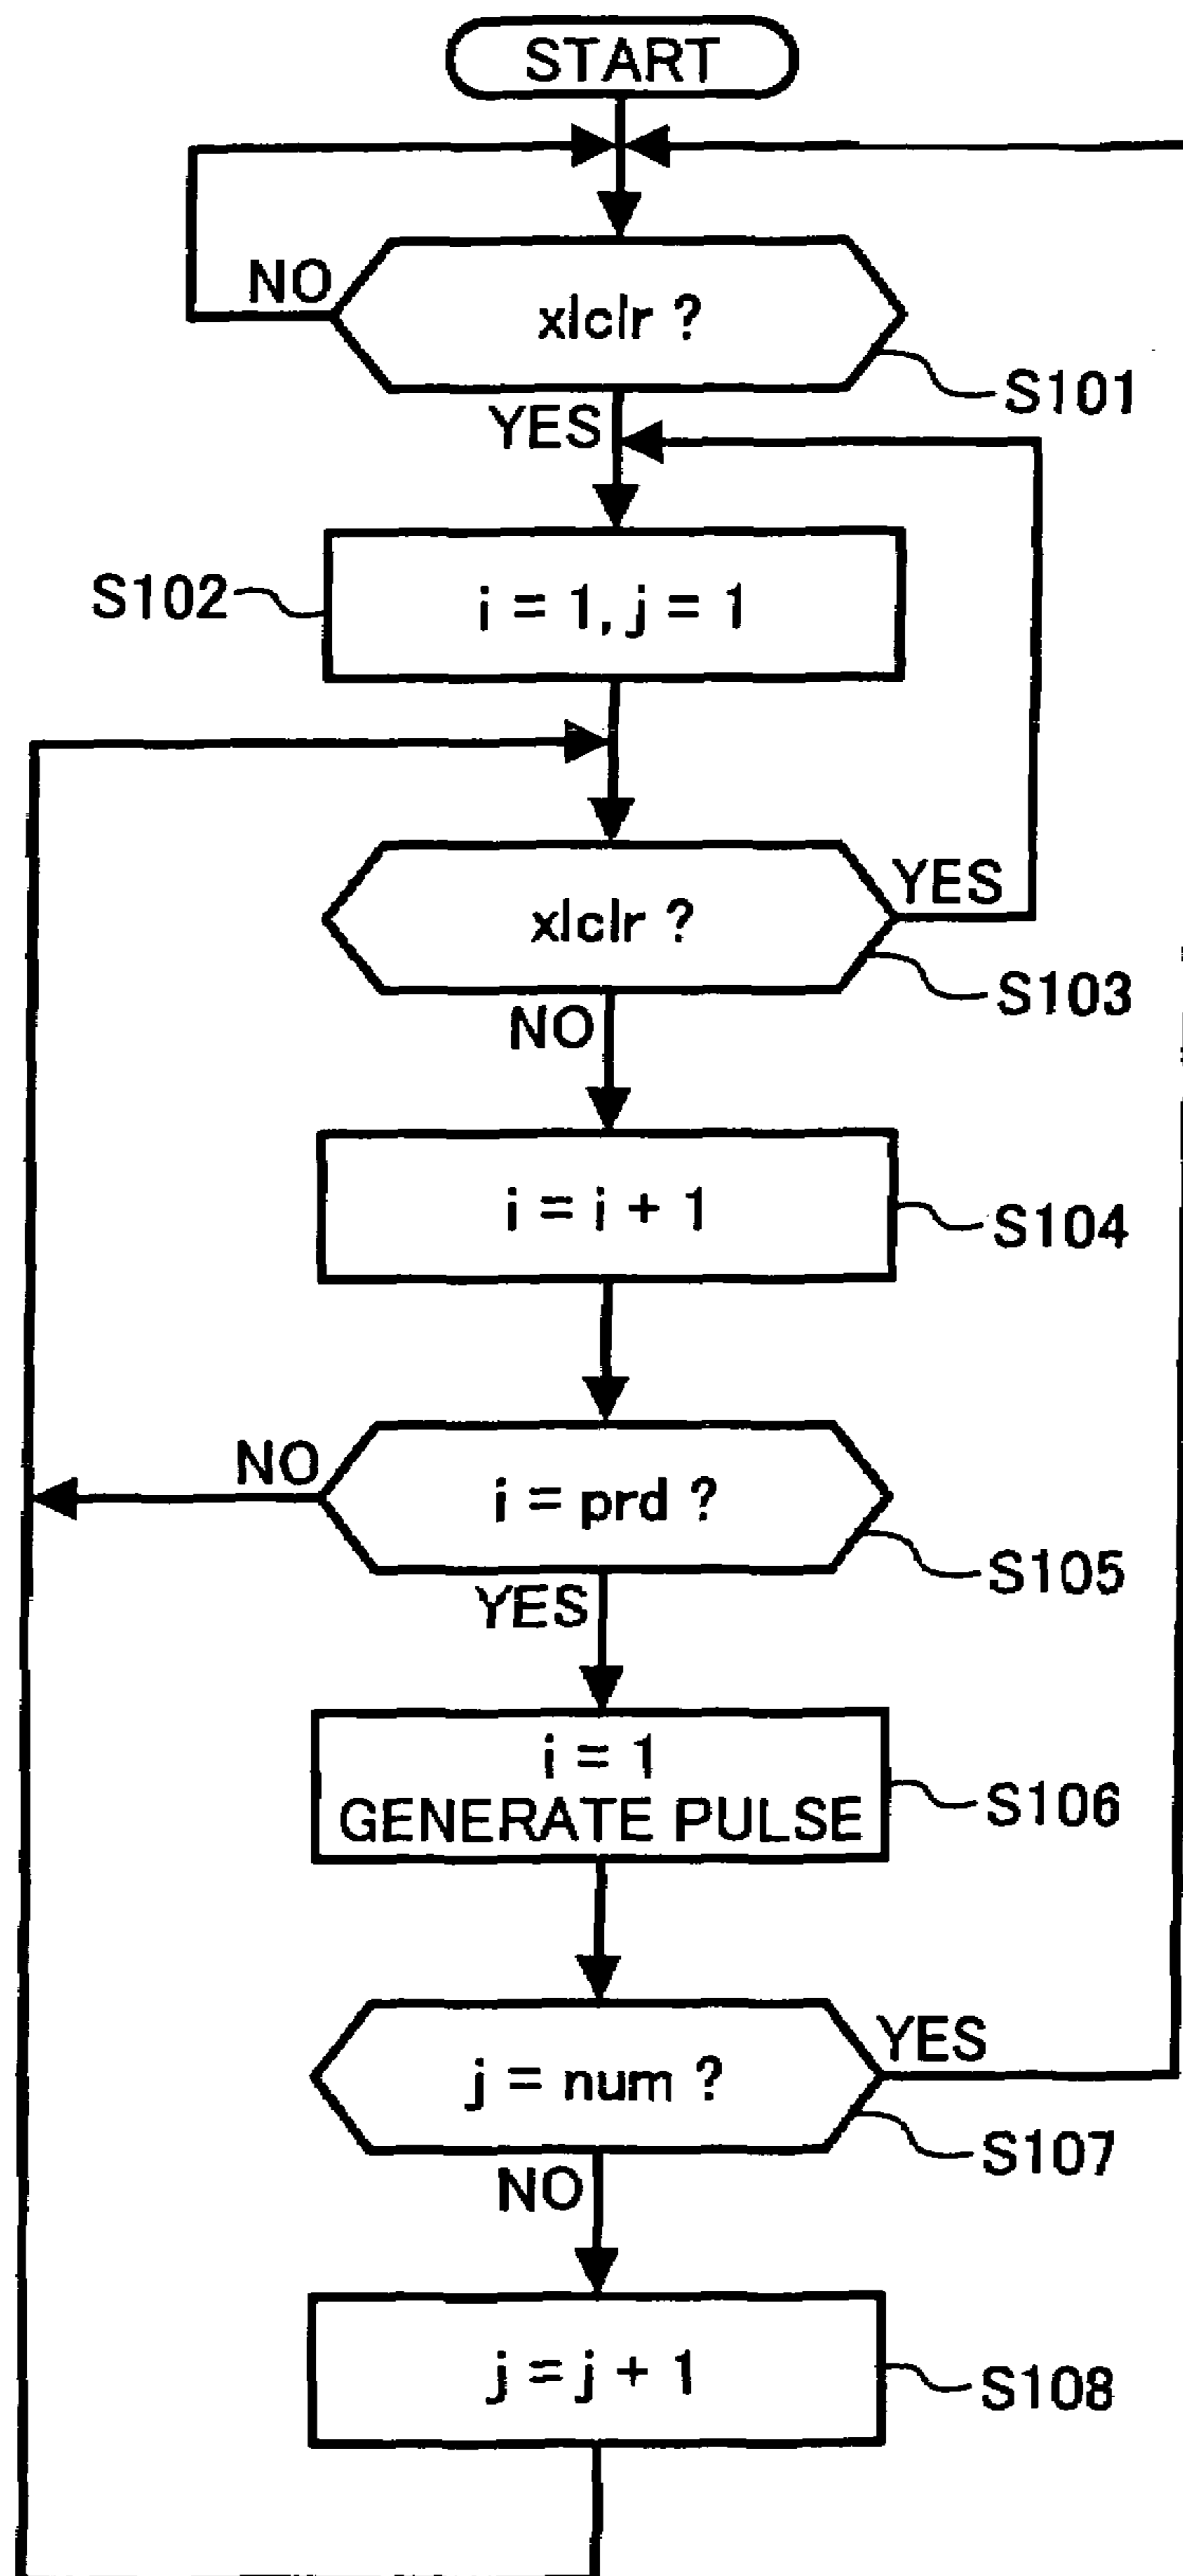 START
NO
xlclr ?
S101
YES
S102
i = 1, j = 1
xlclr ?
YES
S103
NO
i = i + 1
S104
NO
i = prd ?
S105
YES
i = 1
GENERATE PULSE
S106
j = num ?
YES
S107
NO
j = j + 1
S108